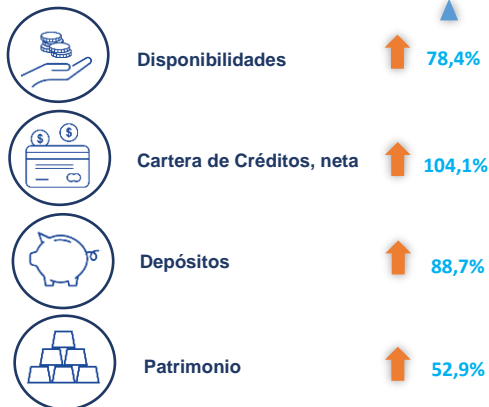 Disponibilidades 78,4%
$ $
Cartera de Créditos, neta 104,1%
Depósitos 88,7%
Patrimonio 52,9%